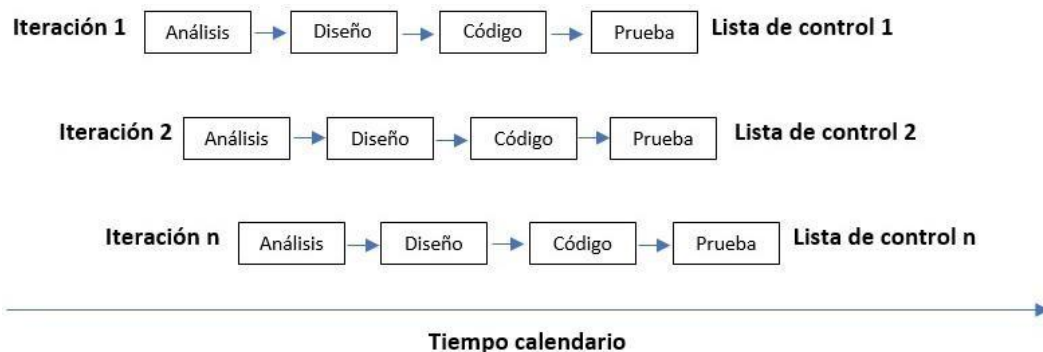 Iteración 1 Análisis Diseño Código Prueba Lista de control 1
Iteración 2 Análisis Diseño Código Prueba Lista de control 2
Iteración n Análisis Diseño Código Prueba Lista de control n
Tiempo calendario